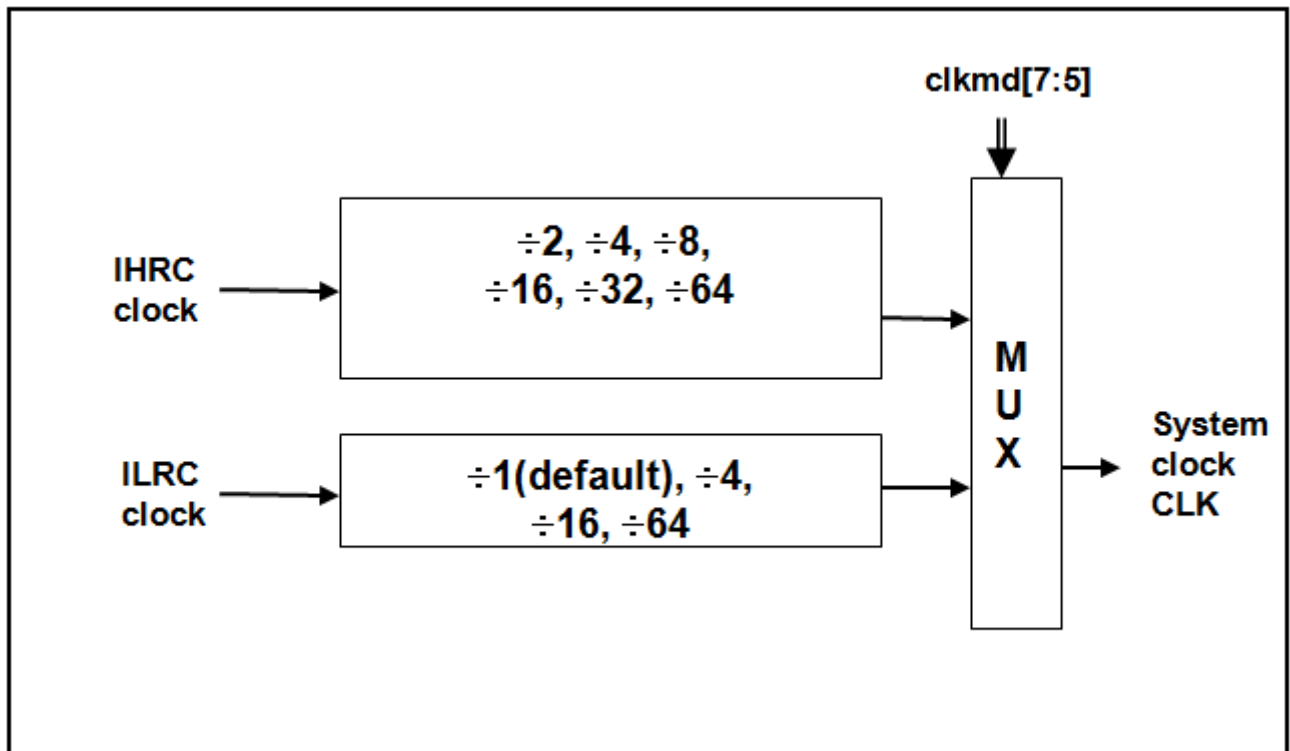 clkmd[7:5]
IHRC
clock
÷2, ÷4, ÷8,
÷16, ÷32, ÷64
ILRC
clock
÷1(default), ÷4,
÷16, ÷64
M
U
X
System
clock
CLK